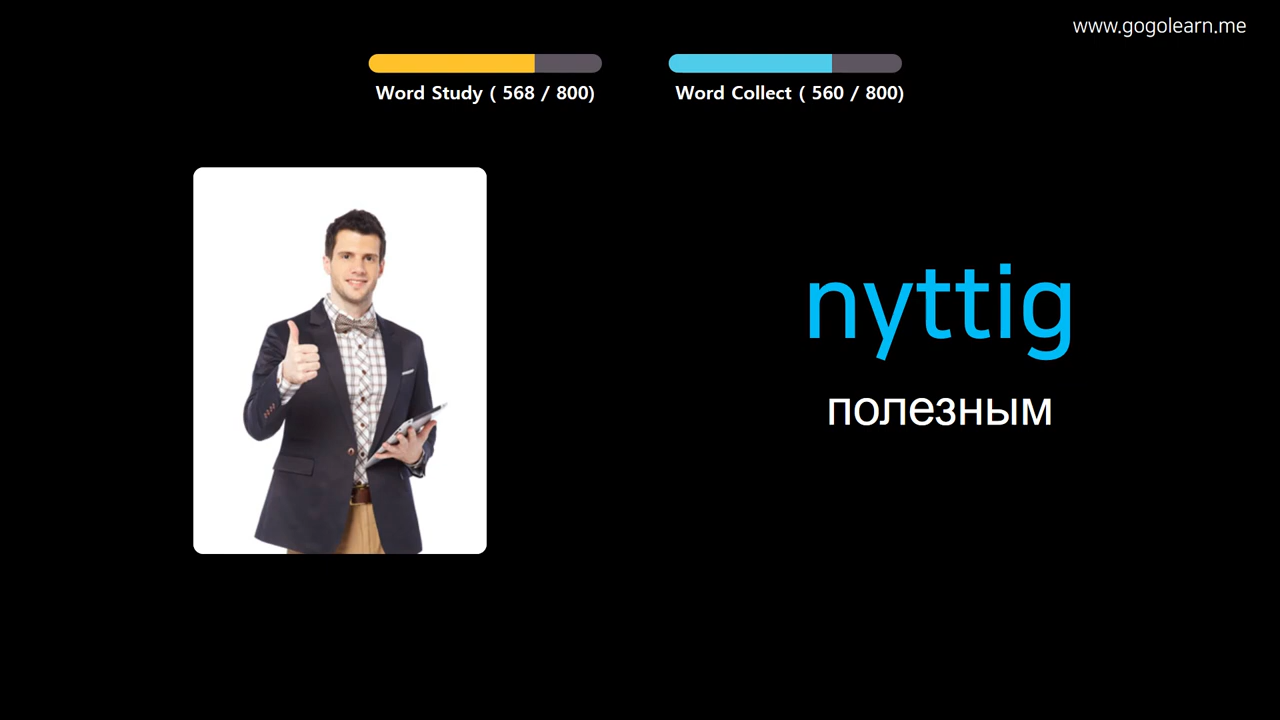 www.gogolearn.me
Word Study ( 568 / 800)
Word Collect ( 560 / 800)
nyttig
полезным